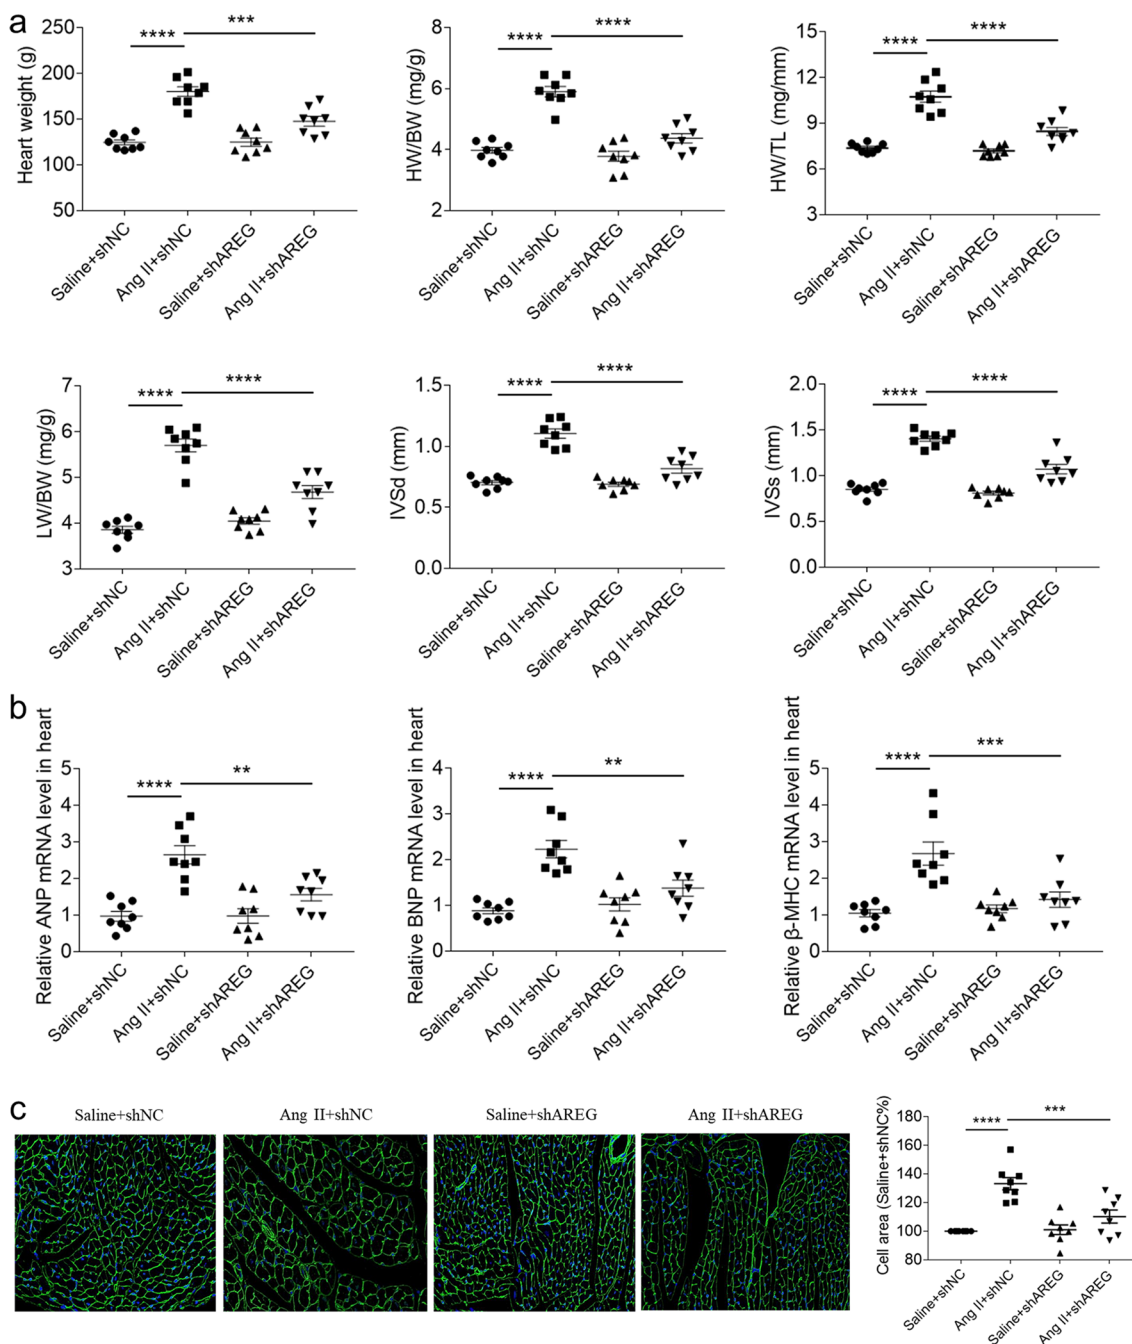 a
Heart weight (g)
250
200
150
100
50
****
***
Saline+shNC
Ang II+shNC
Saline+shAREG
Ang II+shAREG
HW/BW (mg/g)
8
6
4
2
****
****
Saline+shNC
Ang II+shNC
Saline+shAREG
Ang II+shAREG
HW/TL (mg/mm)
15
12
9
6
3
****
****
Saline+shNC
Ang II+shNC
Saline+shAREG
Ang II+shAREG
LW/BW (mg/g)
7
6
5
4
3
****
****
Saline+shNC
Ang II+shNC
Saline+shAREG
Ang II+shAREG
IVSd (mm)
1.5
1.0
0.5
0.0
****
****
Saline+shNC
Ang II+shNC
Saline+shAREG
Ang II+shAREG
IVSs (mm)
2.0
1.5
1.0
0.5
0.0
****
****
Saline+shNC
Ang II+shNC
Saline+shAREG
Ang II+shAREG
b
Relative ANP mRNA level in heart
5
4
3
2
1
0
****
**
Saline+shNC
Ang II+shNC
Saline+shAREG
Ang II+shAREG
Relative BNP mRNA level in heart
4
3
2
1
0
****
**
Saline+shNC
Ang II+shNC
Saline+shAREG
Ang II+shAREG
Relative β-MHC mRNA level in heart
5
4
3
2
1
0
****
***
Saline+shNC
Ang II+shNC
Saline+shAREG
Ang II+shAREG
c
Saline+shNC
Ang II+shNC
Saline+shAREG
Ang II+shAREG
Cell area (Saline+shNC%)
180
160
140
120
100
80
****
***
Saline+shNC
Ang II+shNC
Saline+shAREG
Ang II+shAREG